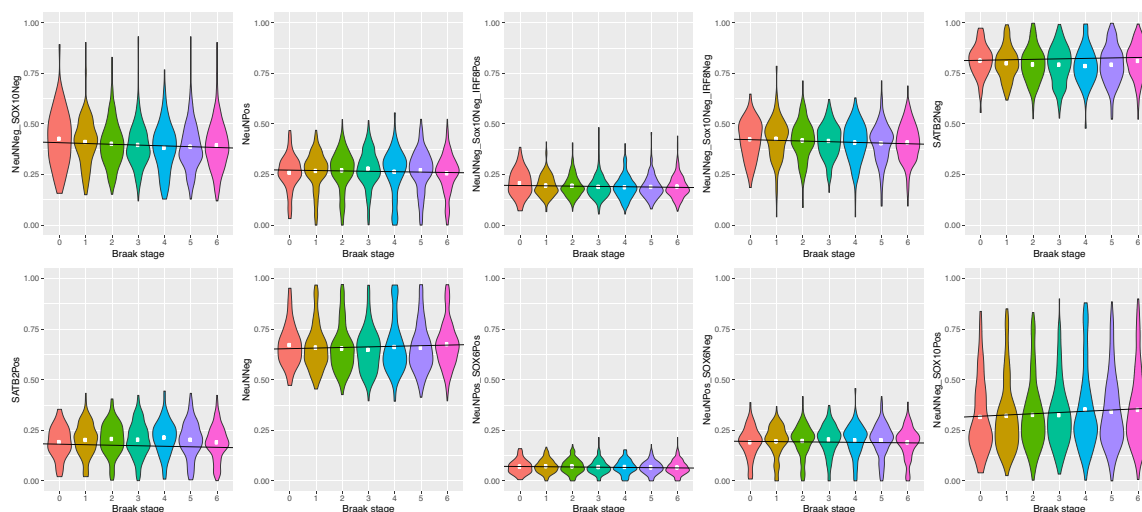 NeuNNeg_SOX10Neg
1.00
0.75
0.50
0.25
0.00
0 1 2 3 4 5 6
Braak stage
NeuNPos
1.00
0.75
0.50
0.25
0.00
0 1 2 3 4 5 6
Braak stage
NeuNNeg_Sox10Neg_IRF8Pos
1.00
0.75
0.50
0.25
0.00
0 1 2 3 4 5 6
Braak stage
NeuNNeg_Sox10Neg_IRF8Neg
1.00
0.75
0.50
0.25
0.00
0 1 2 3 4 5 6
Braak stage
SATB2Neg
1.00
0.75
0.50
0.25
0.00
0 1 2 3 4 5 6
Braak stage
SATB2Pos
1.00
0.75
0.50
0.25
0.00
0 1 2 3 4 5 6
Braak stage
NeuNNeg
1.00
0.75
0.50
0.25
0.00
0 1 2 3 4 5 6
Braak stage
NeuNPos_SOX6Pos
1.00
0.75
0.50
0.25
0.00
0 1 2 3 4 5 6
Braak stage
NeuNPos_SOX6Neg
1.00
0.75
0.50
0.25
0.00
0 1 2 3 4 5 6
Braak stage
NeuNNeg_SOX10Pos
1.00
0.75
0.50
0.25
0.00
0 1 2 3 4 5 6
Braak stage